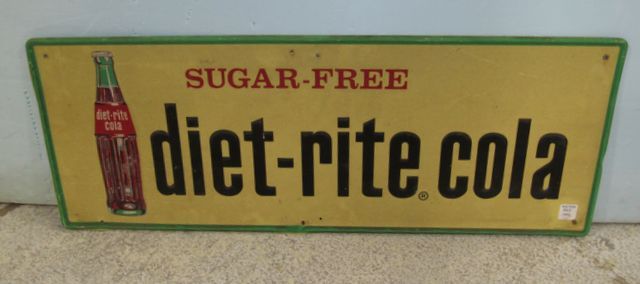 SUGAR-FREE
diet-rite
cola
diet-rite® cola